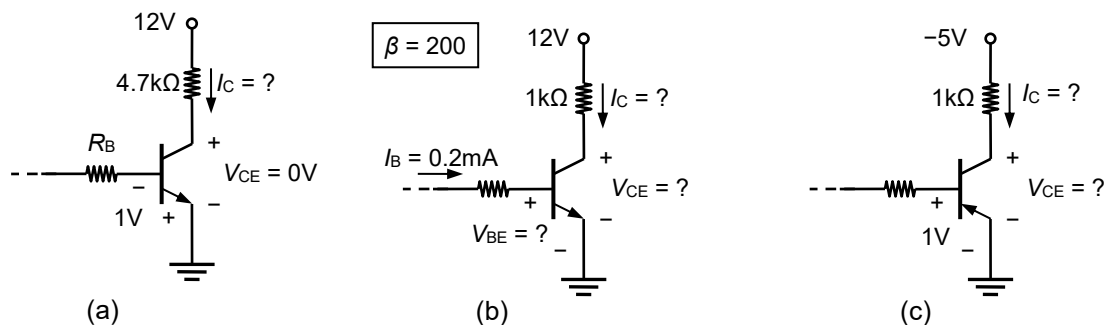 12V
4.7kΩ
IC = ?
RB
−
1V
+
+
VCE = 0V
−
(a)
β = 200
12V
1kΩ
IC = ?
IB = 0.2mA
+
VBE = ?
−
+
VCE = ?
−
(b)
−5V
1kΩ
IC = ?
+
1V
−
+
VCE = ?
−
(c)